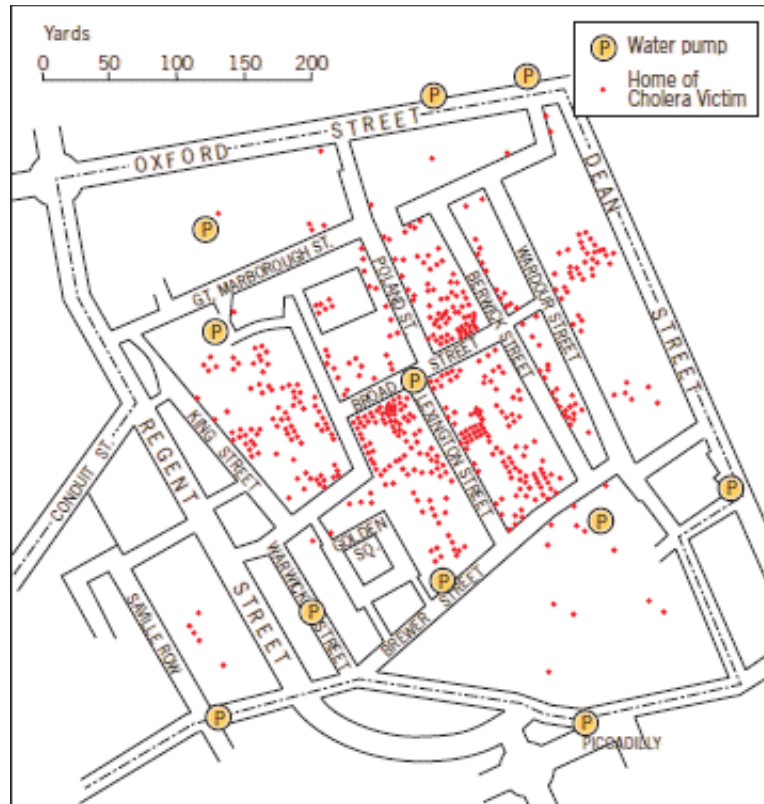 Yards
0 50 100 150 200
P Water pump
Home of
Cholera Victim
P
P
OXFORD STREET
DEAN STREET
P
GT. MARBOROUGH ST.
POLAND ST.
BERWICK STREET
WARDOUR STREET
P
BROAD STREET
P
KING STREET
LEXINGTON STREET
REGENT STREET
CONDUIT ST.
P
P
GOLDEN
SQ.
WARWICK STREET
P
P
BREWER STREET
SAVILLE ROW
P
P
PICCADILLY